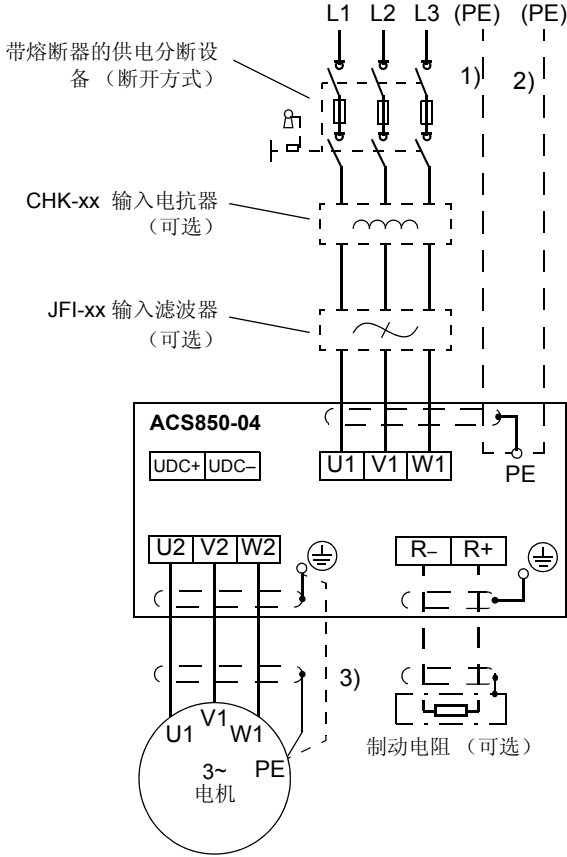 L1 L2 L3 (PE) (PE)
带熔断器的供电分断设
备 （断开方式）
1)
2)
CHK-xx 输入电抗器
（可选）
JFI-xx 输入滤波器
（可选）
ACS850-04
UDC+ UDC–
U1 V1 W1
PE
U2 V2 W2
R– R+
3)
U1 V1 W1
PE
3~
电机
制动电阻 （可选）